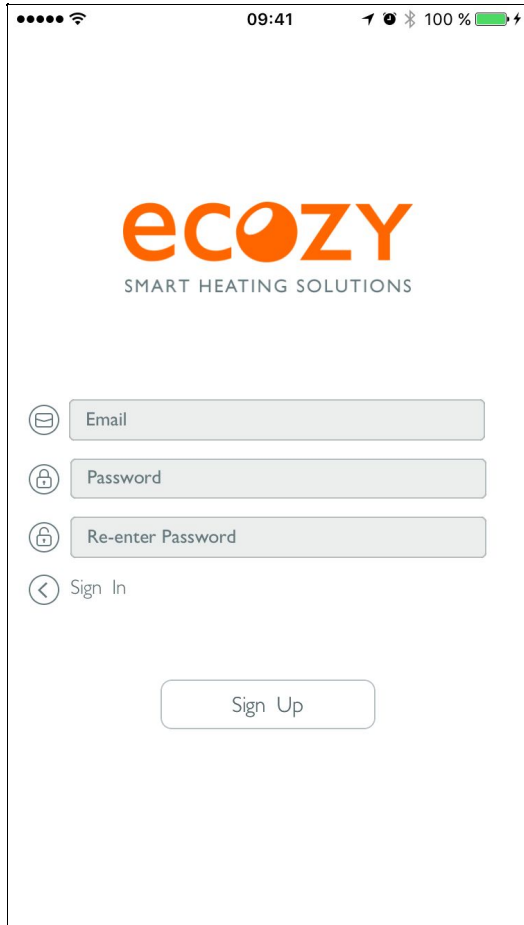 09:41 100 %
ecozy
SMART HEATING SOLUTIONS
Email
Password
Re-enter Password
Sign In
Sign Up